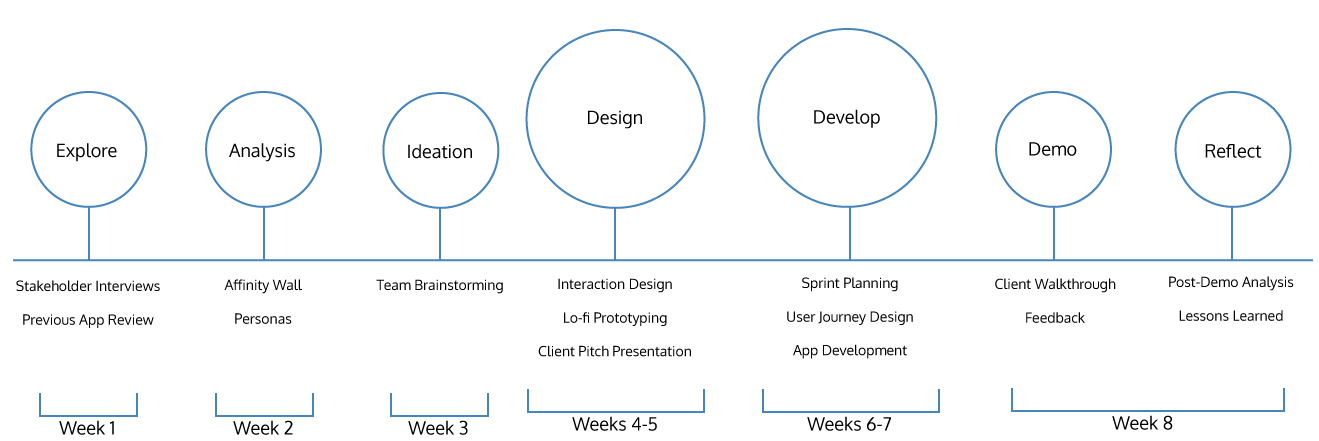 Explore
Analysis
Ideation
Design
Develop
Demo
Reflect
Stakeholder Interviews
Previous App Review
Affinity Wall
Personas
Team Brainstorming
Interaction Design
Lo-fi Prototyping
Client Pitch Presentation
Sprint Planning
User Journey Design
App Development
Client Walkthrough
Feedback
Post-Demo Analysis
Lessons Learned
Week 1
Week 2
Week 3
Weeks 4-5
Weeks 6-7
Week 8